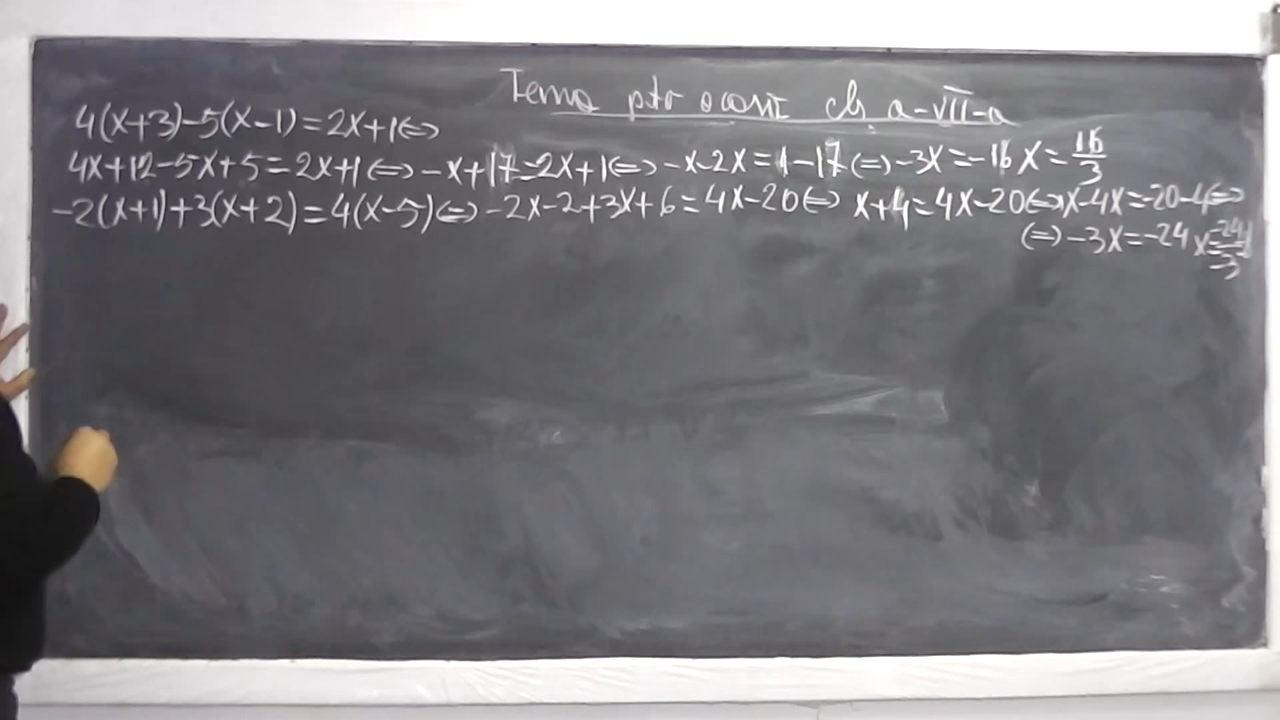 Tema ptr cl a-VII-a
4(x+3)-5(x-1)=2x+1⇔
4x+12-5x+5=2x+1⇔-x+17=2x+1⇔-x-2x=1-17⇔-3x=-16 x=16/3
-2(x+1)+3(x+2)=4(x-5)⇔-2x-2+3x+6=4x-20⇔ x+4=4x-20⇔x-4x=-20-4⇔
⇔-3x=-24 x=-24/-3